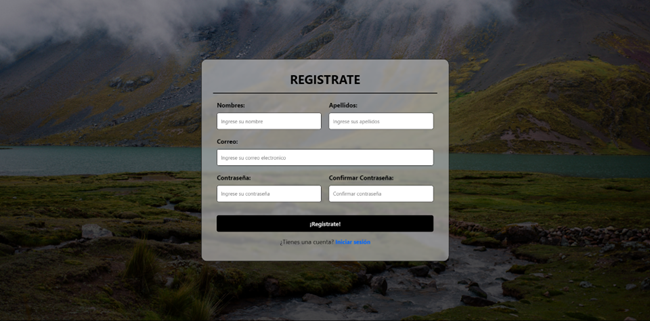 REGISTRATE
Nombres: Apellidos:
Ingrese su nombre Ingrese sus apellidos
Correo:
Ingrese su correo electronico
Contraseña: Confirmar Contraseña:
Ingrese su contraseña Confirmar contraseña
¡Registrate!
¿Tienes una cuenta? Iniciar sesión